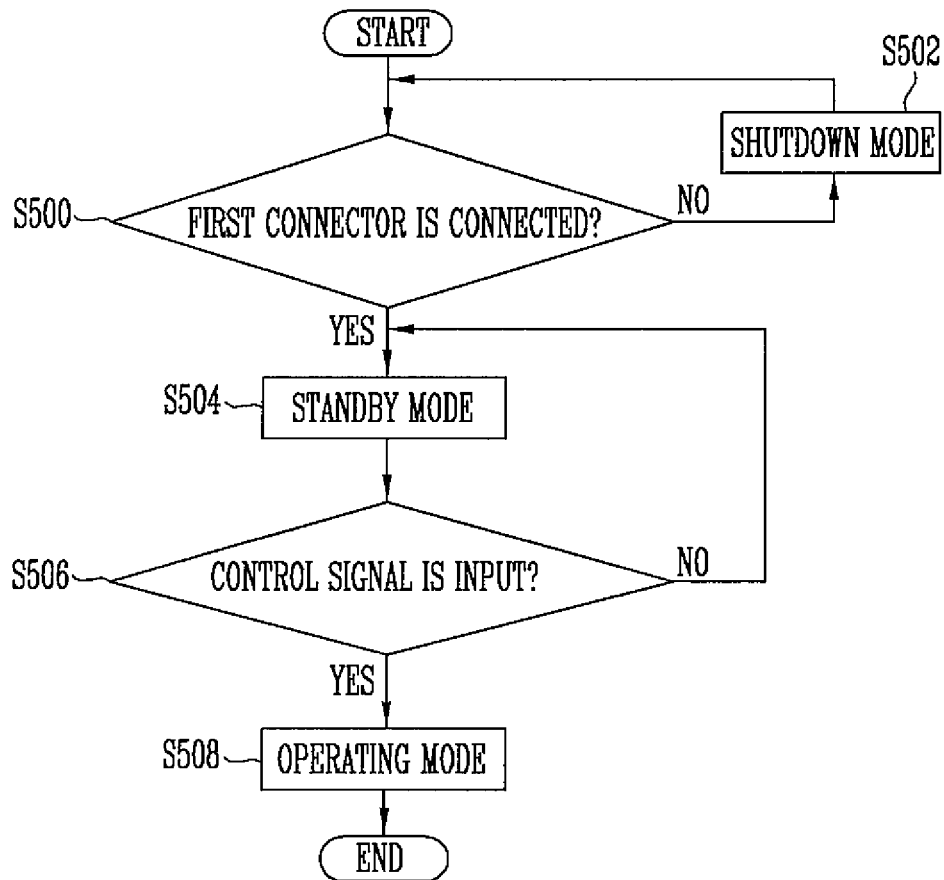 START
S502
SHUTDOWN MODE
NO
S500
FIRST CONNECTOR IS CONNECTED?
YES
S504
STANDBY MODE
S506
CONTROL SIGNAL IS INPUT?
NO
YES
S508
OPERATING MODE
END